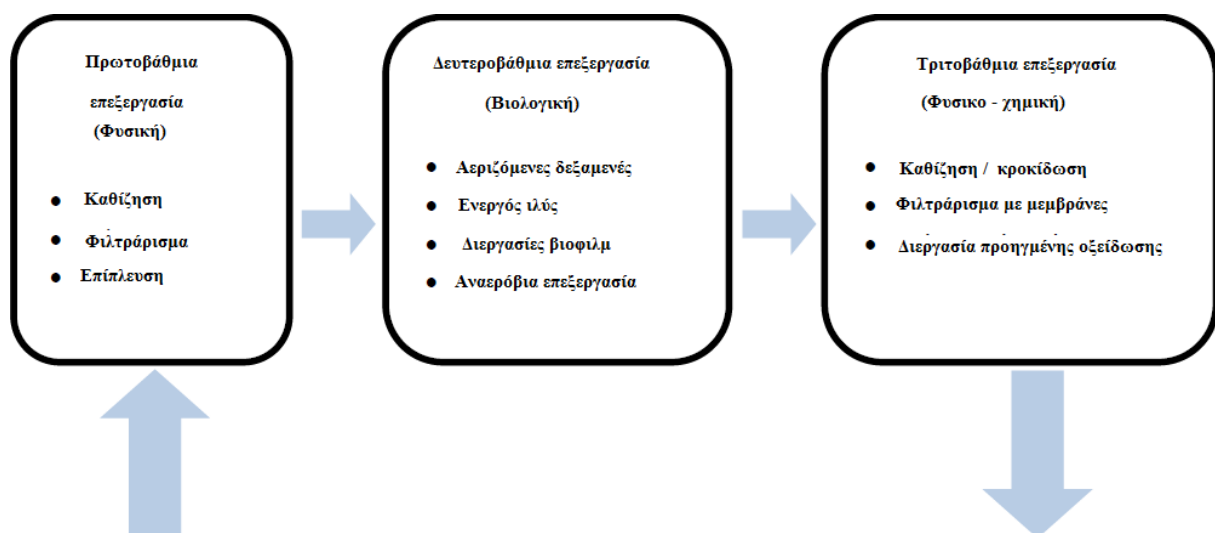 Πρωτοβάθμια
επεξεργασία
(Φυσική)
● Καθίζηση
● Φιλτράρισμα
● Επίπλευση
Δευτεροβάθμια επεξεργασία
(Βιολογική)
● Αεριζόμενες δεξαμενές
● Ενεργός ιλύς
● Διεργασίες βιοφιλμ
● Αναερόβια επεξεργασία
Τριτοβάθμια επεξεργασία
(Φυσικο - χημική)
● Καθίζηση / κροκίδωση
● Φιλτράρισμα με μεμβράνες
● Διεργασία προηγμένης οξείδωσης